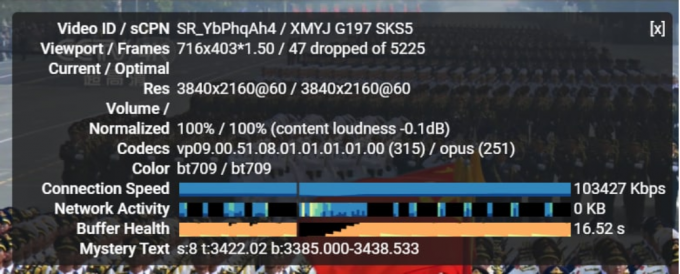 Video ID / sCPN SR_YbPhqAh4 / XMYJ G197 SKS5 [x]
Viewport / Frames 716x403*1.50 / 47 dropped of 5225
Current / Optimal
Res 3840x2160@60 / 3840x2160@60
Volume /
Normalized 100% / 100% (content loudness -0.1dB)
Codecs vp09.00.51.08.01.01.01.01.00 (315) / opus (251)
Color bt709 / bt709
Connection Speed 103427 Kbps
Network Activity 0 KB
Buffer Health 16.52 s
Mystery Text s:8 t:3422.02 b:3385.000-3438.533